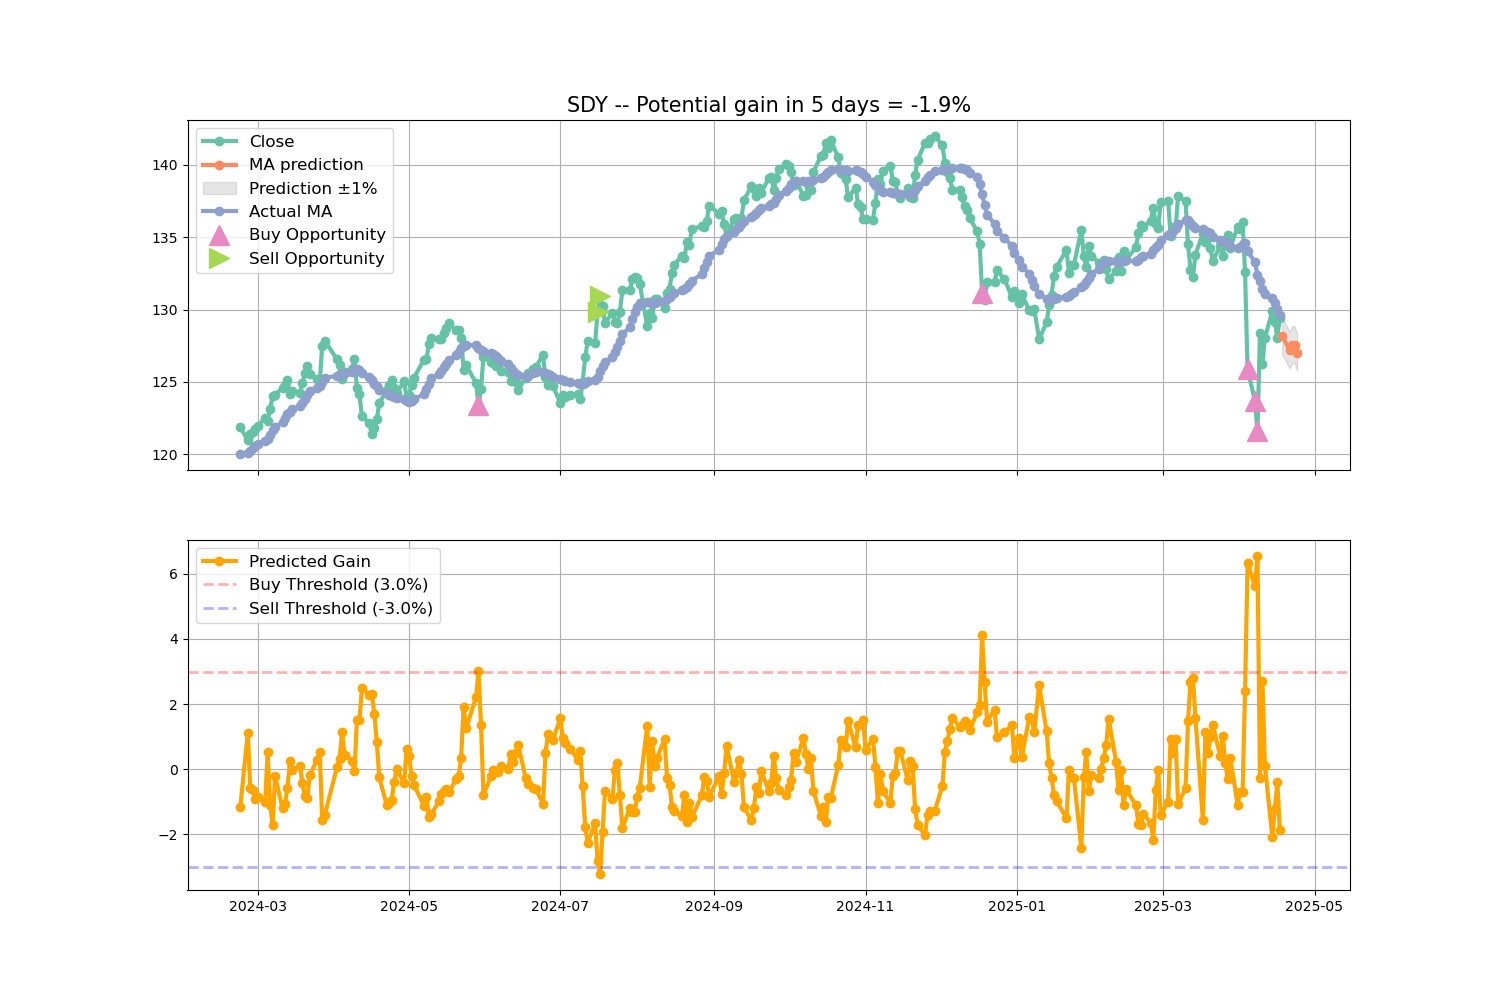 SDY -- Potential gain in 5 days = -1.9%
Close
MA prediction
Prediction ±1%
Actual MA
Buy Opportunity
Sell Opportunity
140
135
130
125
120
Predicted Gain
Buy Threshold (3.0%)
Sell Threshold (-3.0%)
6
4
2
0
−2
2024-03 2024-05 2024-07 2024-09 2024-11 2025-01 2025-03 2025-05